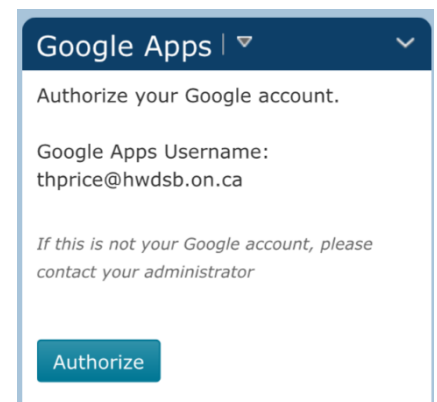 Google Apps
Authorize your Google account.
Google Apps Username:
thprice@hwdsb.on.ca
If this is not your Google account, please
contact your administrator
Authorize